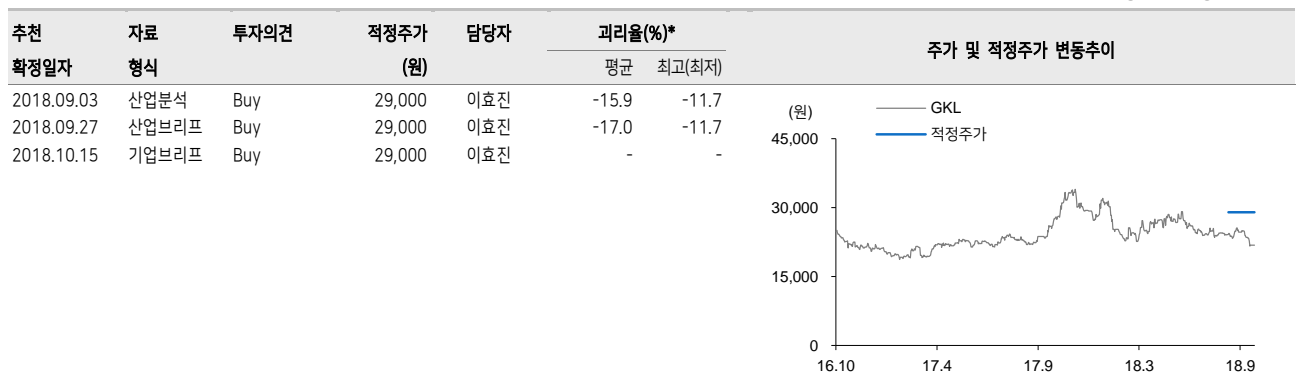 추천 자료 투자의견 적정주가 담당자 괴리율(%)* 주가 및 적정주가 변동추이
확정일자 형식 (원) 평균 최고(최저)
2018.09.03 산업분석 Buy 29,000 이효진 -15.9 -11.7
2018.09.27 산업브리프 Buy 29,000 이효진 -17.0 -11.7
2018.10.15 기업브리프 Buy 29,000 이효진 - -
(원)
GKL
적정주가
45,000
30,000
15,000
0
16.10 17.4 17.9 18.3 18.9